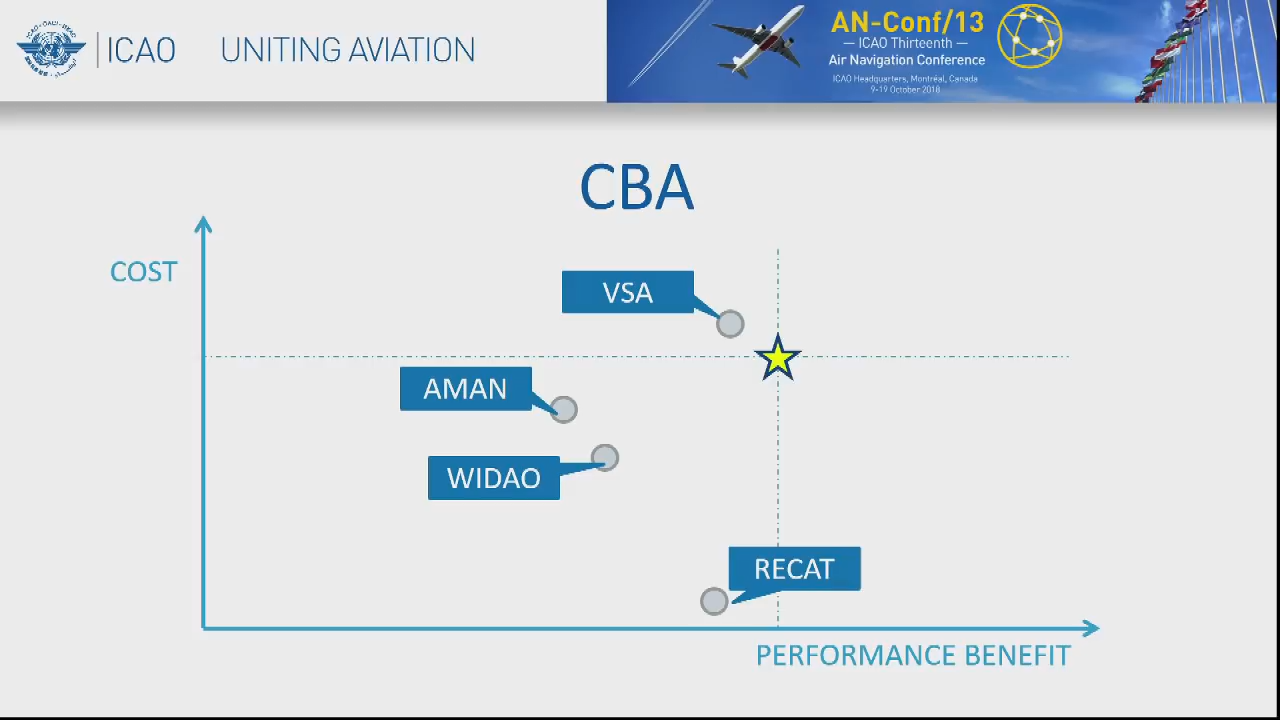 ICAO
UNITING AVIATION
AN-Conf/13
— ICAO Thirteenth —
Air Navigation Conference
ICAO Headquarters, Montréal, Canada
9-19 October 2018
CBA
COST
VSA
AMAN
WIDAO
RECAT
PERFORMANCE BENEFIT